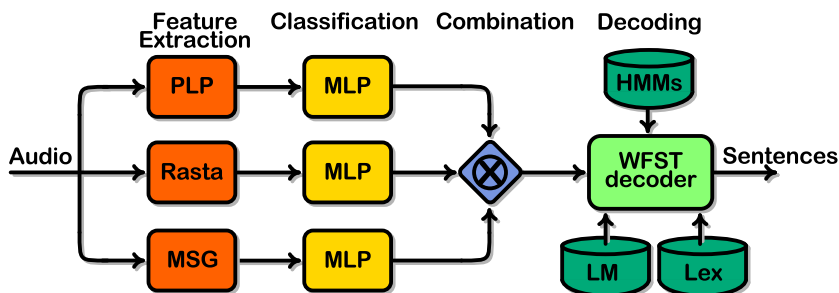 Feature
Extraction
Classification
Combination
Decoding
PLP
MLP
HMMs
Audio
Rasta
MLP
WFST
decoder
Sentences
MSG
MLP
LM
Lex